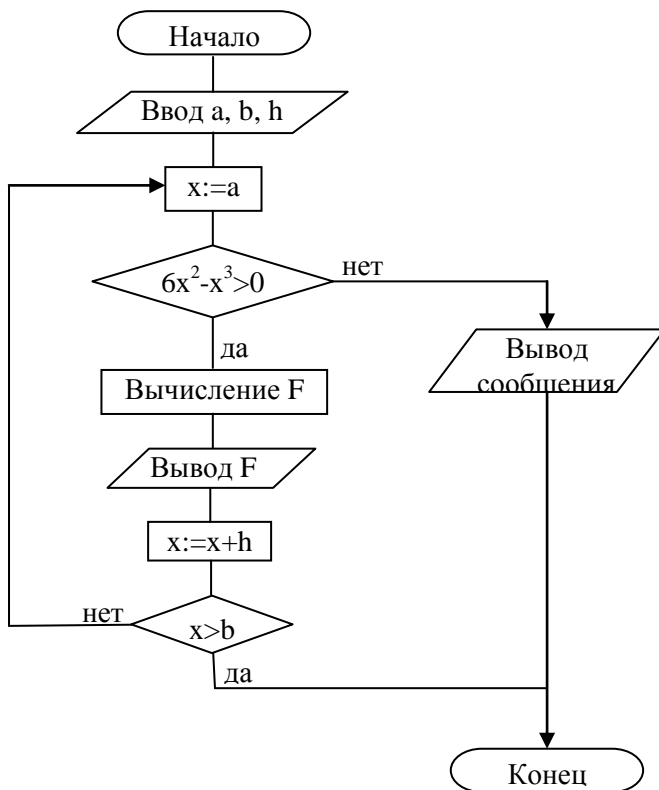 Начало
Ввод a, b, h
x:=a
6x²-x³>0
нет
да
Вычисление F
Вывод
сообщения
Вывод F
x:=x+h
нет
x>b
да
Конец